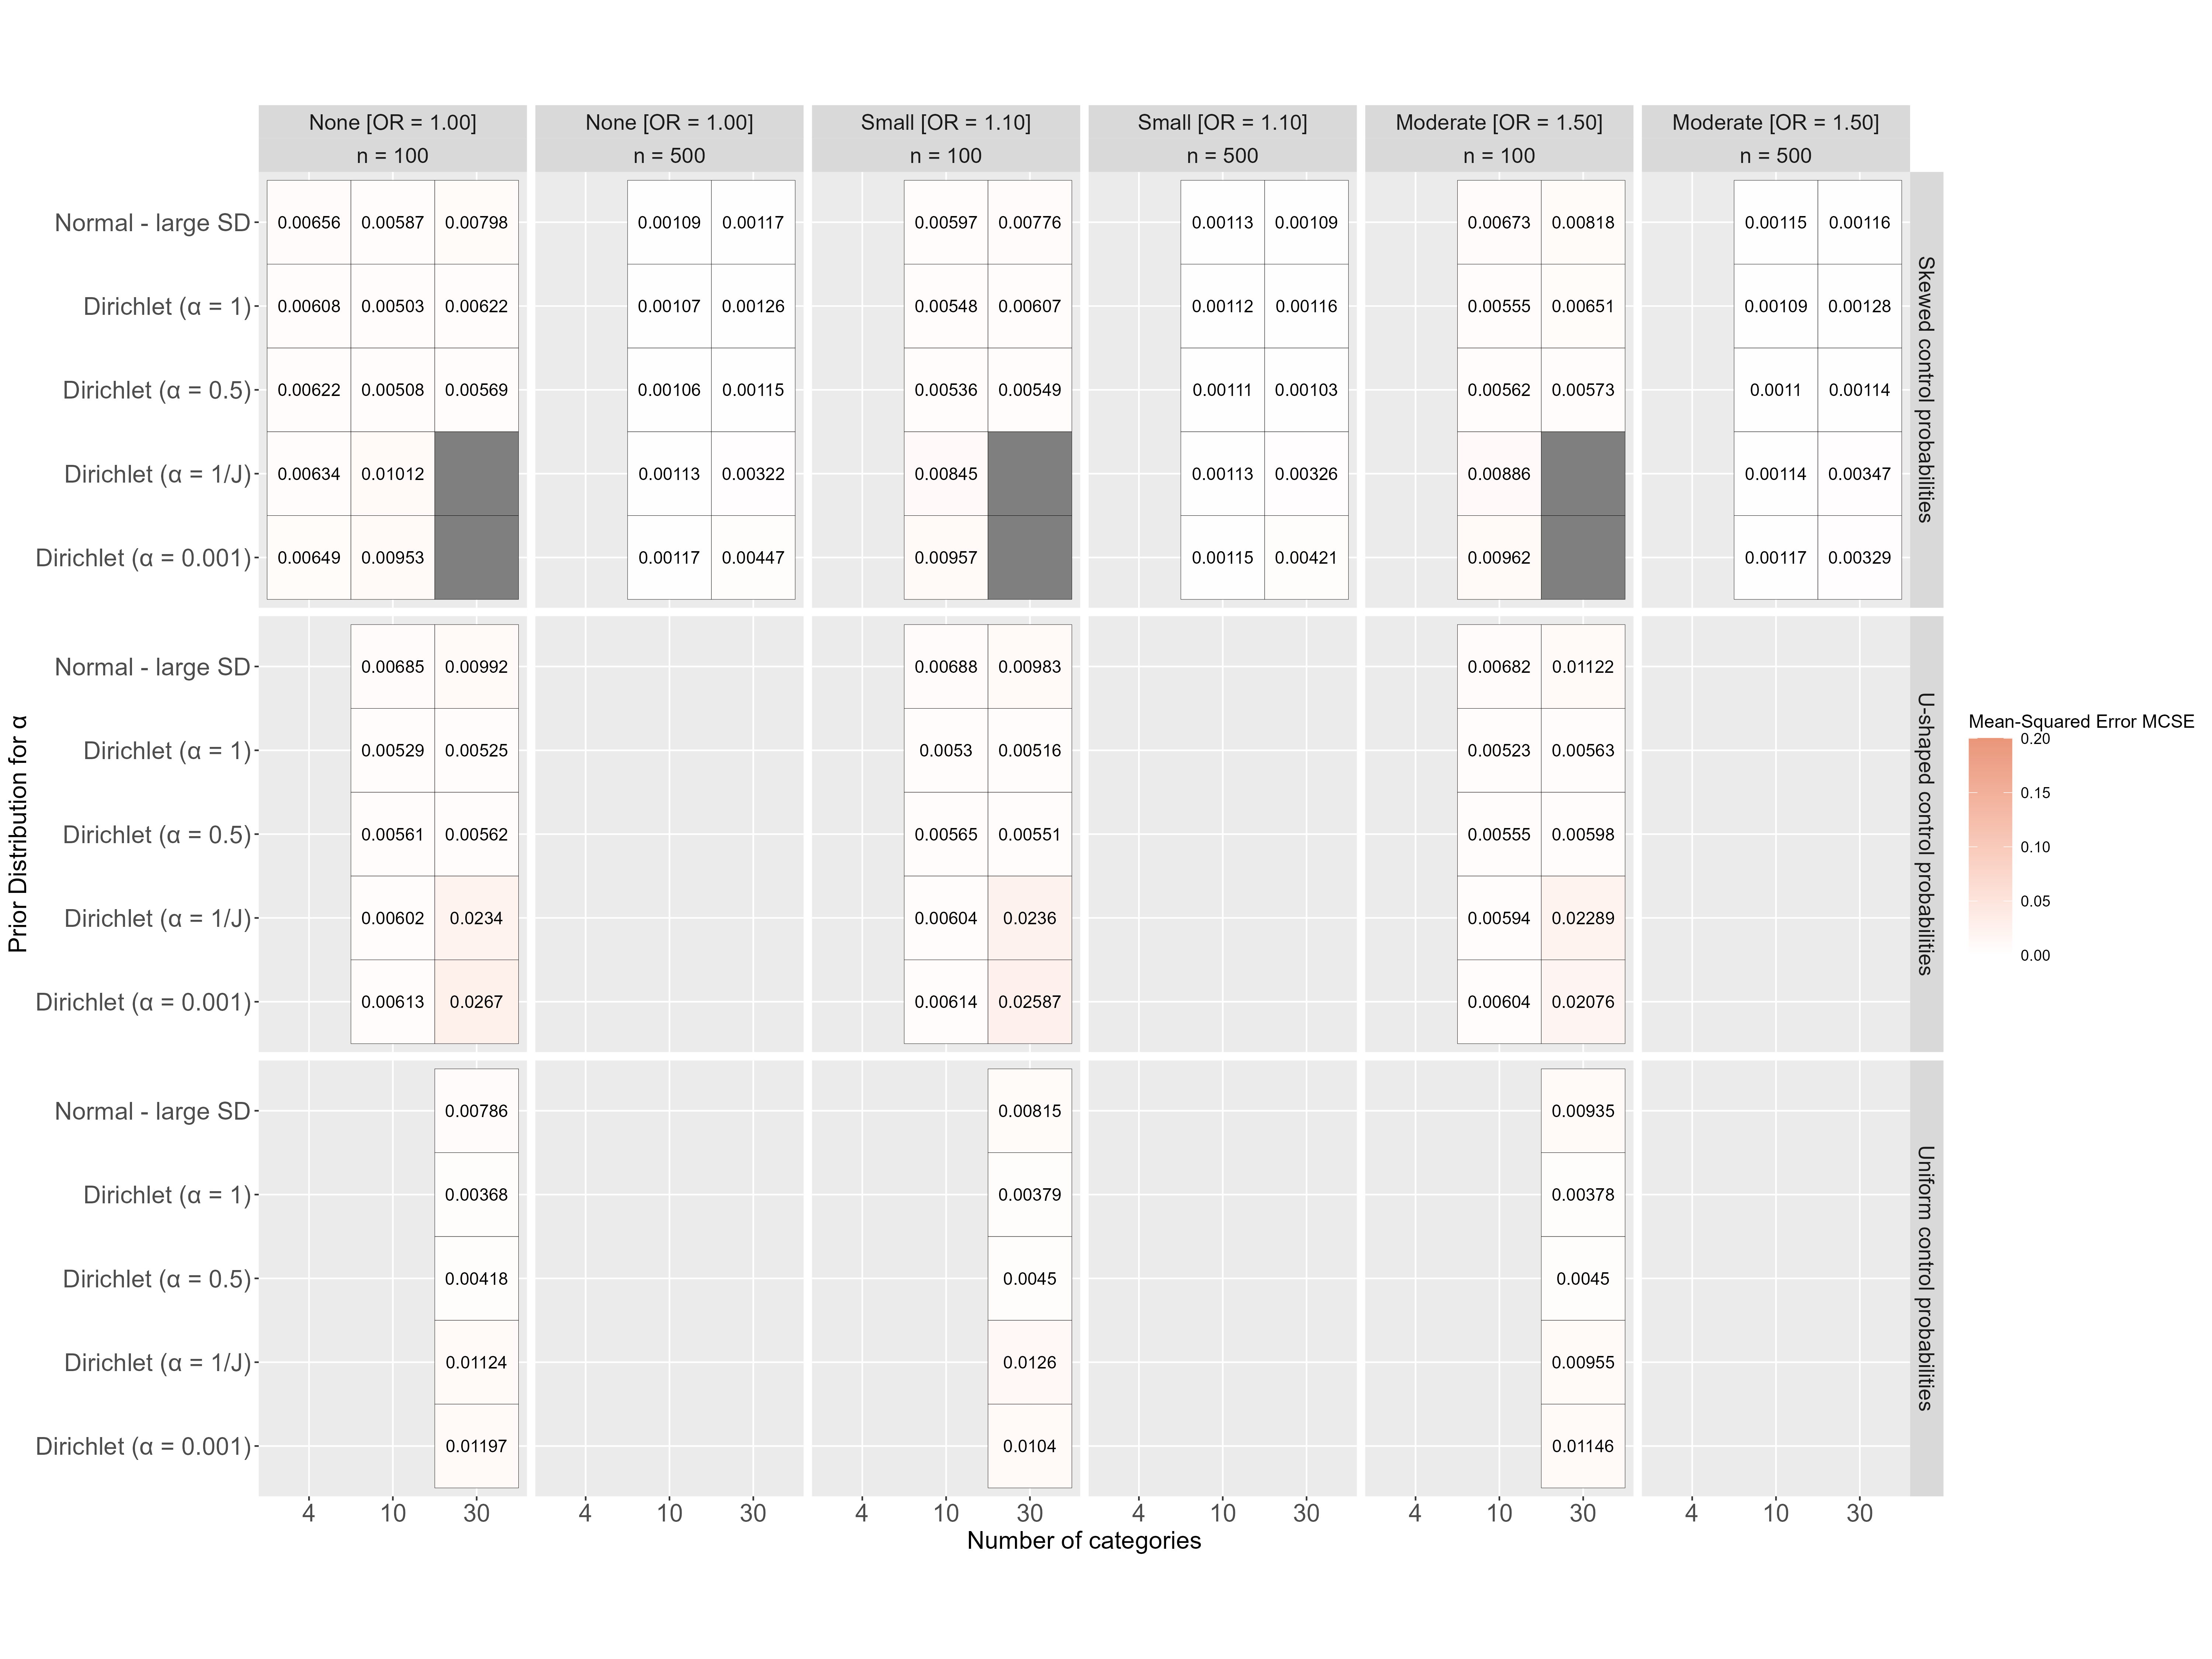 None [OR = 1.00] None [OR = 1.00] Small [OR = 1.10] Small [OR = 1.10] Moderate [OR = 1.50] Moderate [OR = 1.50]
n = 100 n = 500 n = 100 n = 500 n = 100 n = 500
Normal - large SD 0.00656 0.00587 0.00798 0.00109 0.00117 0.00597 0.00776 0.00113 0.00109 0.00673 0.00818 0.00115 0.00116
Dirichlet (α = 1) 0.00608 0.00503 0.00622 0.00107 0.00126 0.00548 0.00607 0.00112 0.00116 0.00555 0.00651 0.00109 0.00128
Dirichlet (α = 0.5) 0.00622 0.00508 0.00569 0.00106 0.00115 0.00536 0.00549 0.00111 0.00103 0.00562 0.00573 0.0011 0.00114
Dirichlet (α = 1/J) 0.00634 0.01012 0.00113 0.00322 0.00845 0.00113 0.00326 0.00886 0.00114 0.00347
Dirichlet (α = 0.001) 0.00649 0.00953 0.00117 0.00447 0.00957 0.00115 0.00421 0.00962 0.00117 0.00329
Skewed control probabilities
Normal - large SD 0.00685 0.00992 0.00688 0.00983 0.00682 0.01122
Dirichlet (α = 1) 0.00529 0.00525 0.0053 0.00516 0.00523 0.00563
Dirichlet (α = 0.5) 0.00561 0.00562 0.00565 0.00551 0.00555 0.00598
Dirichlet (α = 1/J) 0.00602 0.0234 0.00604 0.0236 0.00594 0.02289
Dirichlet (α = 0.001) 0.00613 0.0267 0.00614 0.02587 0.00604 0.02076
U-shaped control probabilities
Normal - large SD 0.00786 0.00815 0.00935
Dirichlet (α = 1) 0.00368 0.00379 0.00378
Dirichlet (α = 0.5) 0.00418 0.0045 0.0045
Dirichlet (α = 1/J) 0.01124 0.0126 0.00955
Dirichlet (α = 0.001) 0.01197 0.0104 0.01146
Uniform control probabilities
4 10 30 4 10 30 4 10 30 4 10 30 4 10 30 4 10 30
Number of categories
Prior Distribution for α
Mean-Squared Error MCSE
0.20
0.15
0.10
0.05
0.00